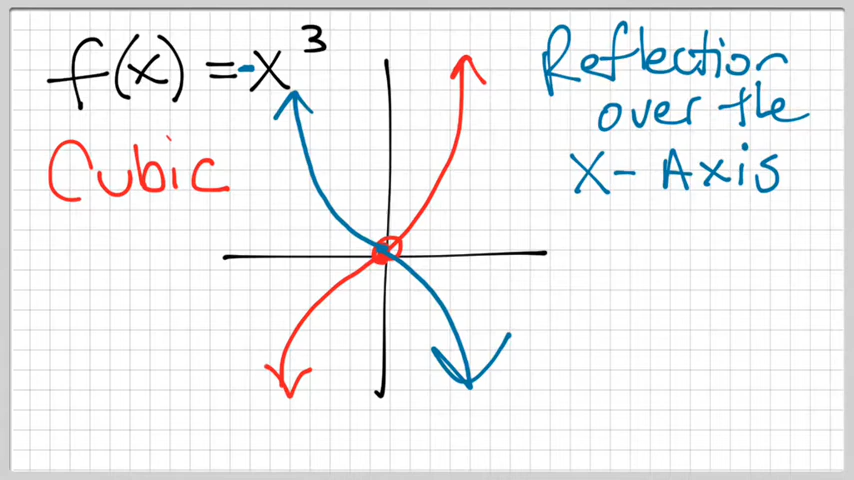 f(x) = -x³
Cubic
Reflection
over the
X-Axis